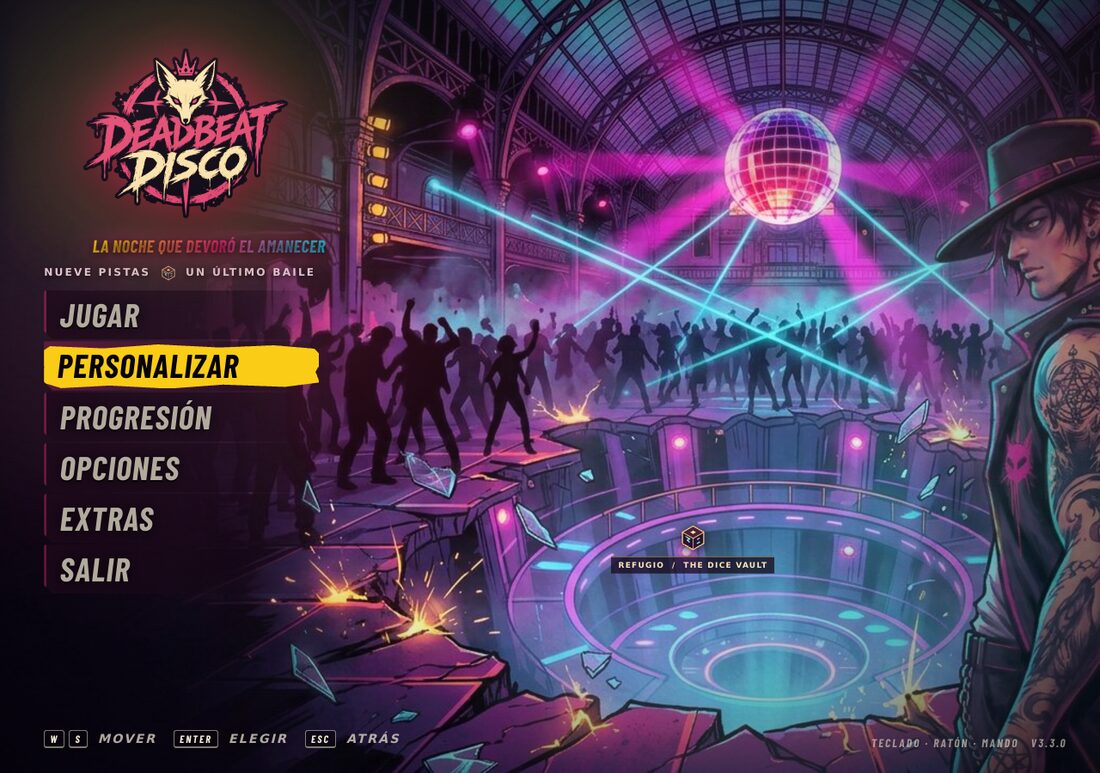 DEADBEAT
DISCO
LA NOCHE QUE DEVORÓ EL AMANECER
NUEVE PISTAS UN ÚLTIMO BAILE
JUGAR
PERSONALIZAR
PROGRESIÓN
OPCIONES
EXTRAS
SALIR
REFUGIO / THE DICE VAULT
W S MOVER ENTER ELEGIR ESC ATRÁS
TECLADO · RATÓN · MANDO V3.3.0